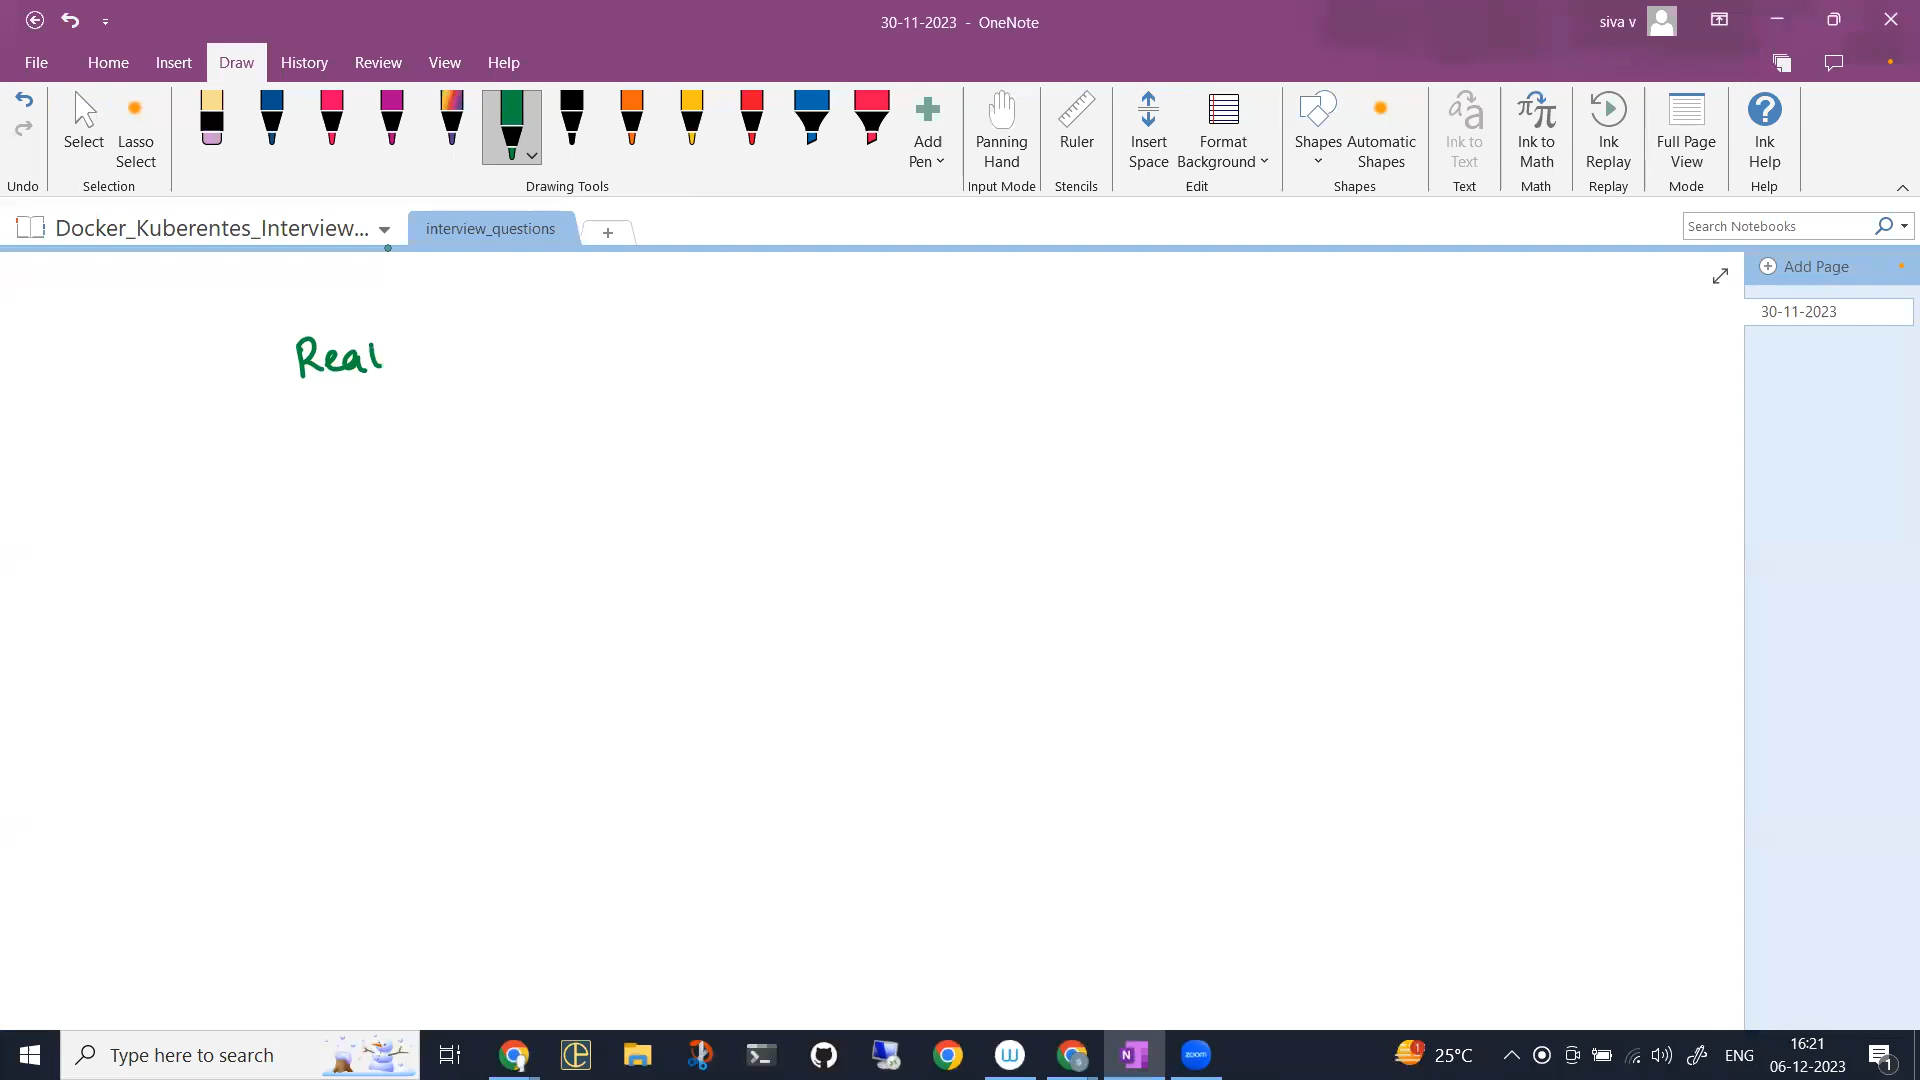 30-11-2023 - OneNote
siva v
File Home Insert Draw History Review View Help
Select
Lasso Select
Add Pen
Panning Hand
Ruler
Insert Space
Format Background
Shapes
Automatic Shapes
Ink to Text
Ink to Math
Ink Replay
Full Page View
Ink Help
Undo Selection Drawing Tools Input Mode Stencils Edit Shapes Text Math Replay Mode Help
Docker_Kuberentes_Interview... interview_questions
Search Notebooks
Add Page
30-11-2023
Real
Type here to search
zoom
25°C
ENG
16:21
06-12-2023